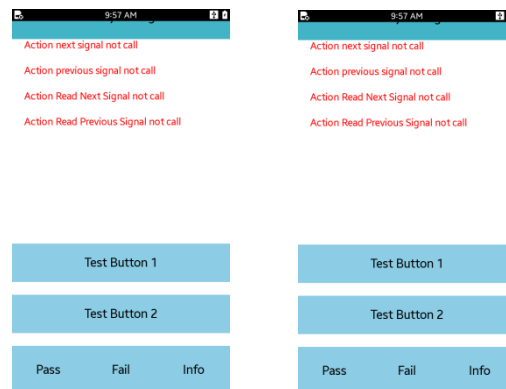 9:57 AM
Action next signal not call
Action previous signal not call
Action Read Next Signal not call
Action Read Previous Signal not call
Test Button 1
Test Button 2
Pass Fail Info
9:57 AM
Action next signal not call
Action previous signal not call
Action Read Next Signal not call
Action Read Previous Signal not call
Test Button 1
Test Button 2
Pass Fail Info